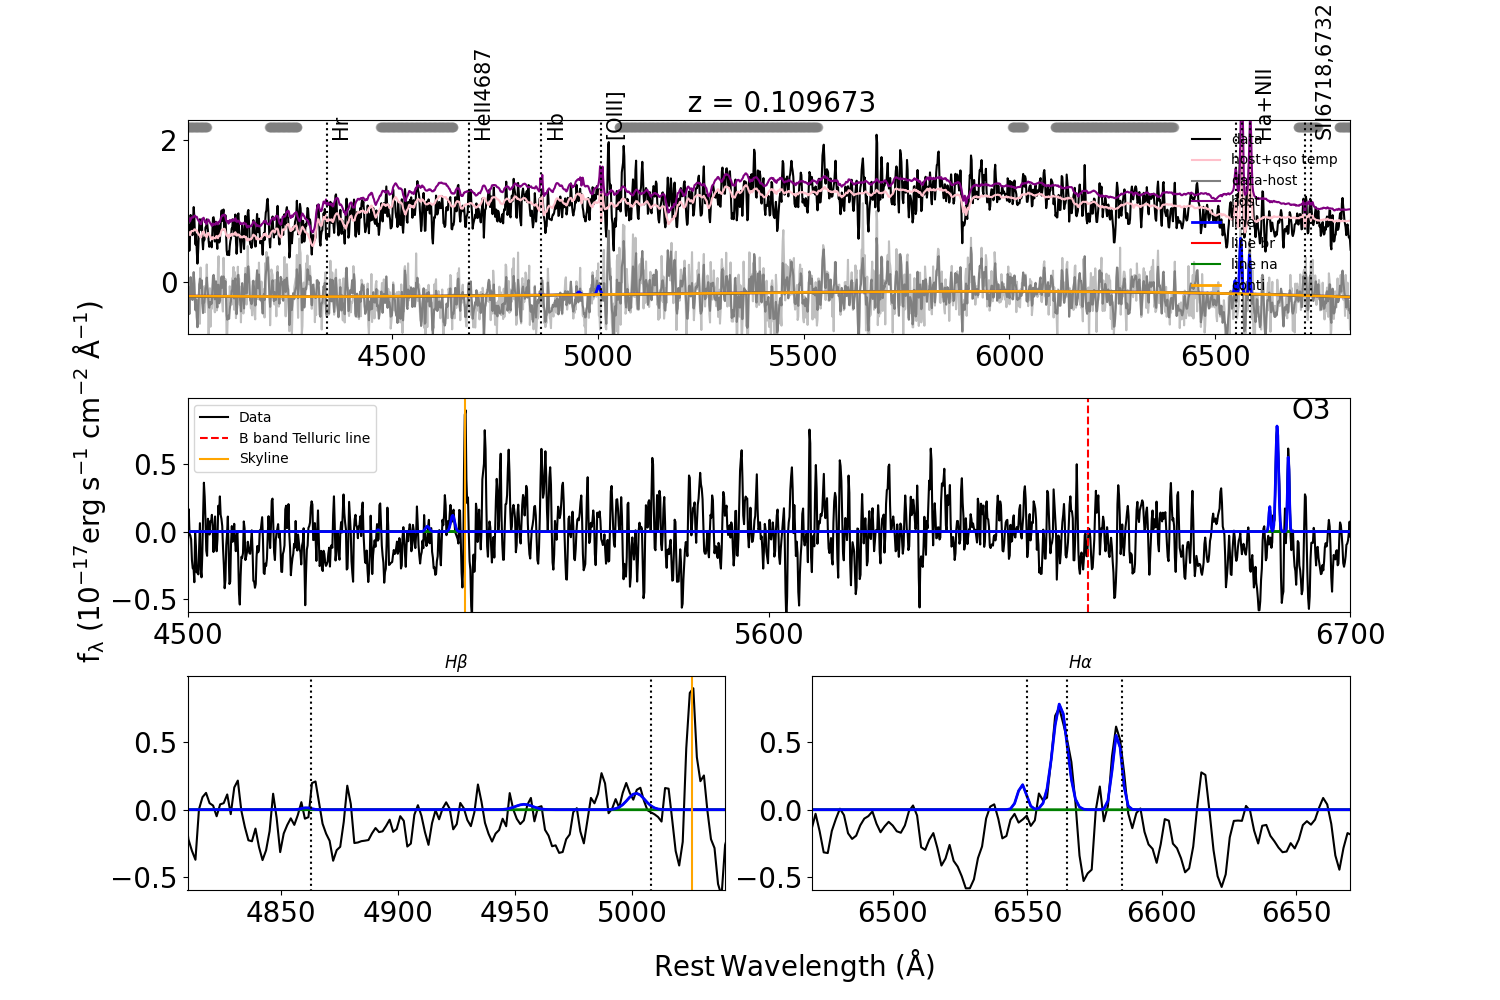 z = 0.109673
Hr
HeII4687
Hb
[OIII]
Ha+NII
SII6718,6732
data
host+qso temp
data-host
host
line
line br
line na
conti
2
0
4500 5000 5500 6000 6500
fλ (10⁻¹⁷erg s⁻¹ cm⁻² Å⁻¹)
Data
B band Telluric line
Skyline
O3
0.5
0.0
−0.5
4500 5600 6700
Hβ
0.5
0.0
−0.5
4850 4900 4950 5000
Hα
0.5
0.0
−0.5
6500 6550 6600 6650
Rest Wavelength (Å)